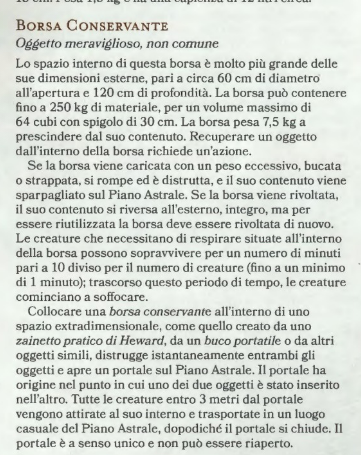 BORSA CONSERVANTE
Oggetto meraviglioso, non comune
Lo spazio interno di questa borsa è molto più grande delle
sue dimensioni esterne, pari a circa 60 cm di diametro
all'apertura e 120 cm di profondità. La borsa può contenere
fino a 250 kg di materiale, per un volume massimo di
64 cubi con spigolo di 30 cm. La borsa pesa 7,5 kg a
prescindere dal suo contenuto. Recuperare un oggetto
dall'interno della borsa richiede un'azione.
Se la borsa viene caricata con un peso eccessivo, bucata
o strappata, si rompe ed è distrutta, e il suo contenuto viene
sparpagliato sul Piano Astrale. Se la borsa viene rivoltata,
il suo contenuto si riversa all'esterno, integro, ma per
essere riutilizzata la borsa deve essere rivoltata di nuovo.
Le creature che necessitano di respirare situate all'interno
della borsa possono sopravvivere per un numero di minuti
pari a 10 diviso per il numero di creature (fino a un minimo
di 1 minuto); trascorso questo periodo di tempo, le creature
cominciano a soffocare.
Collocare una borsa conservante all'interno di uno
spazio extradimensionale, come quello creato da uno
zainetto pratico di Heward, da un buco portatile o da altri
oggetti simili, distrugge istantaneamente entrambi gli
oggetti e apre un portale sul Piano Astrale. Il portale ha
origine nel punto in cui uno dei due oggetti è stato inserito
nell'altro. Tutte le creature entro 3 metri dal portale
vengono attirate al suo interno e trasportate in un luogo
casuale del Piano Astrale, dopodiché il portale si chiude. Il
portale è a senso unico e non può essere riaperto.